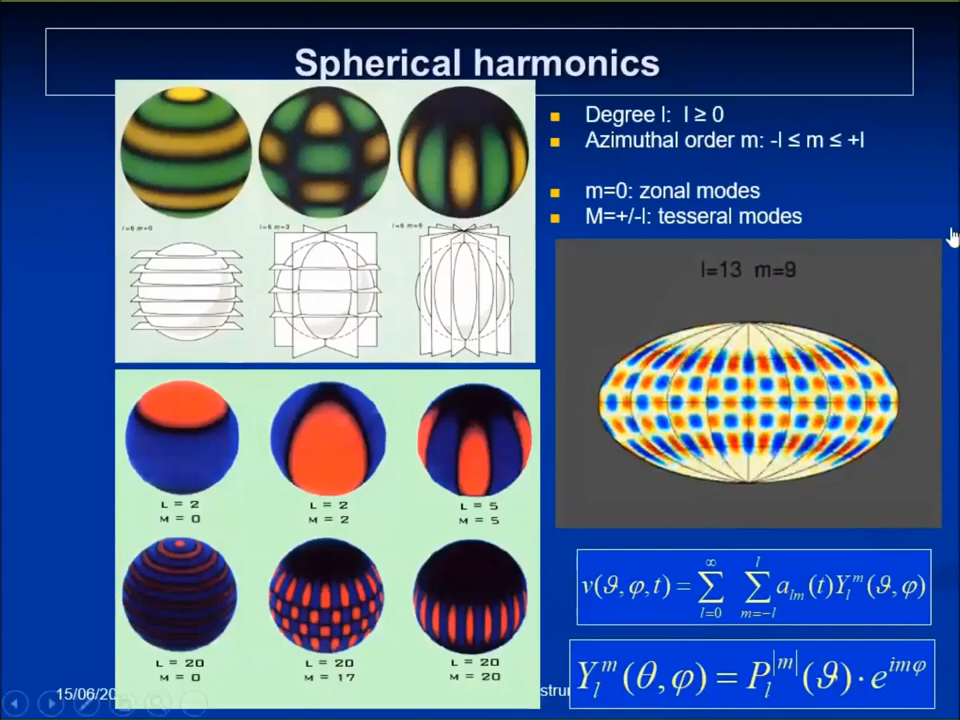 Spherical harmonics
Degree l: l ≥ 0
Azimuthal order m: -l ≤ m ≤ +l
m=0: zonal modes
M=+/-l: tesseral modes
l=6 m=0
l=6 m=3
l=6 m=6
l=13 m=9
L = 2
M = 0
L = 2
M = 2
L = 5
M = 5
L = 20
M = 0
L = 20
M = 17
L = 20
M = 20
v(ϑ,φ,t) = ∑_{l=0}^{∞} ∑_{m=-l}^{l} a_{lm}(t)Y_l^m(ϑ,φ)
Y_l^m(θ,φ) = P_l^{|m|}(ϑ)·e^{imφ}
15/06/20